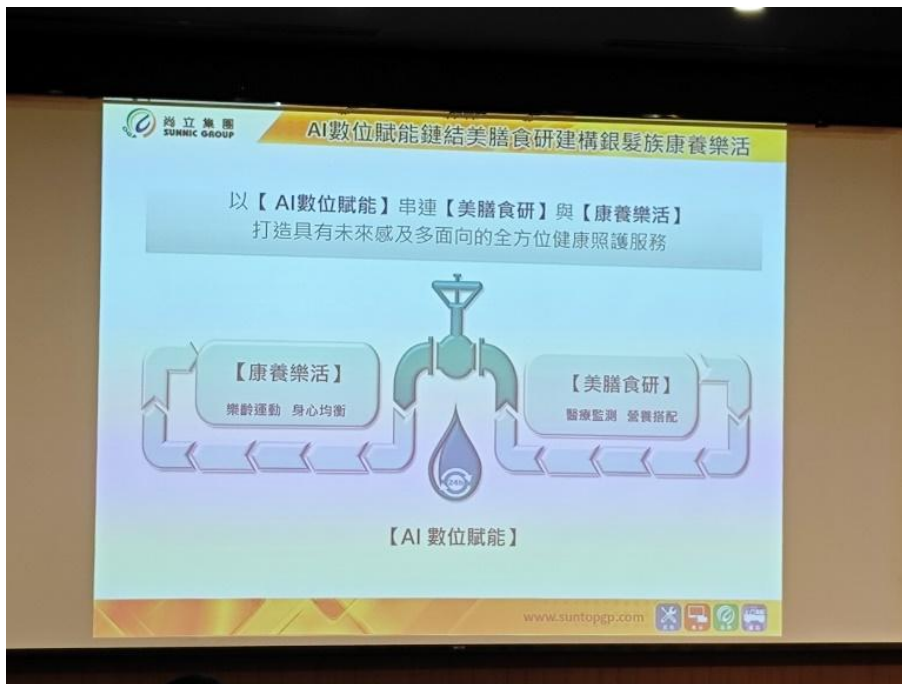 尚立集團
SUNNIC GROUP
AI數位賦能鏈結美膳食研建構銀髮族康養樂活
以【 AI數位賦能】串連【美膳食研】與【康養樂活】
打造具有未來感及多面向的全方位健康照護服務
【康養樂活】
樂齡運動 身心均衡
【美膳食研】
醫療監測 營養搭配
24hr
【AI 數位賦能】
www.suntopgp.com